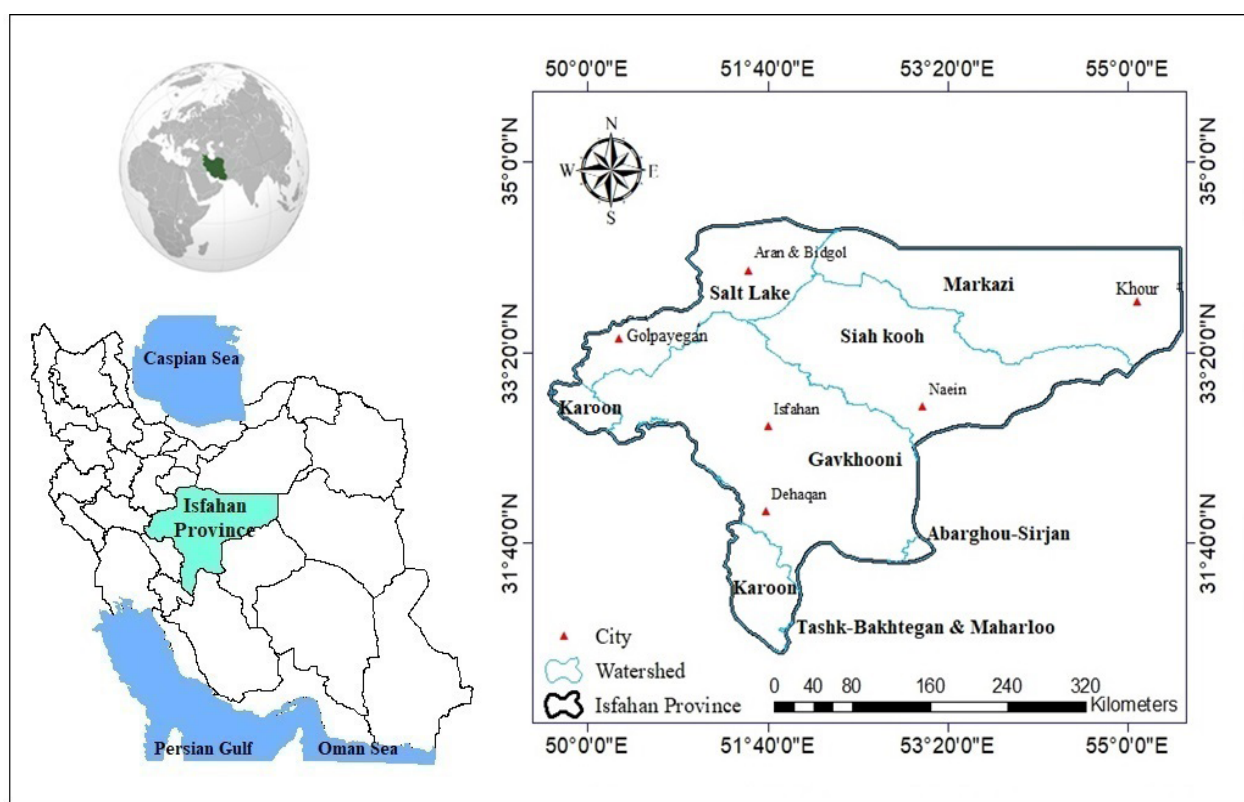 Caspian Sea
Isfahan
Province
Persian Gulf
Oman Sea
50°0'0"E
51°40'0"E
53°20'0"E
55°0'0"E
35°0'0"N
35°0'0"N
33°20'0"N
33°20'0"N
31°40'0"N
31°40'0"N
N
W
E
S
Aran & Bidgol
Salt Lake
Markazi
Khour
Golpayegan
Siah kooh
Naein
Karoon
Isfahan
Gavkhooni
Dehaqan
Abarghou-Sirjan
Karoon
Tashk-Bakhtegan & Maharloo
City
Watershed
Isfahan Province
0 40 80 160 240 320
Kilometers
50°0'0"E
51°40'0"E
53°20'0"E
55°0'0"E